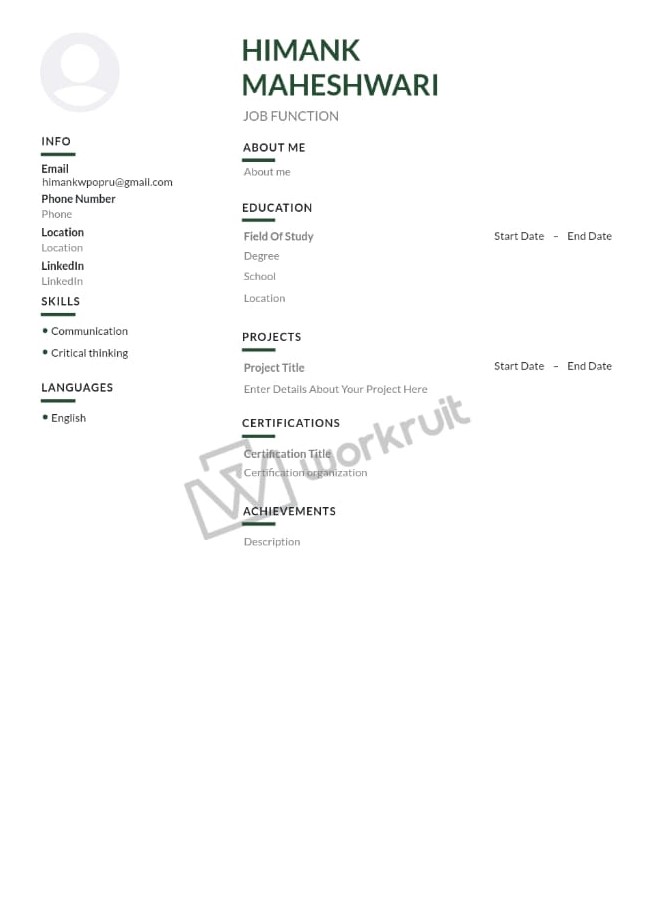 HIMANK
MAHESHWARI
JOB FUNCTION
INFO
Email
himankwpopru@gmail.com
Phone Number
Phone
Location
Location
LinkedIn
LinkedIn
SKILLS
• Communication
• Critical thinking
LANGUAGES
• English
ABOUT ME
About me
EDUCATION
Field Of Study Start Date – End Date
Degree
School
Location
PROJECTS
Project Title Start Date – End Date
Enter Details About Your Project Here
CERTIFICATIONS
Certification Title
Certification organization
ACHIEVEMENTS
Description
workruit